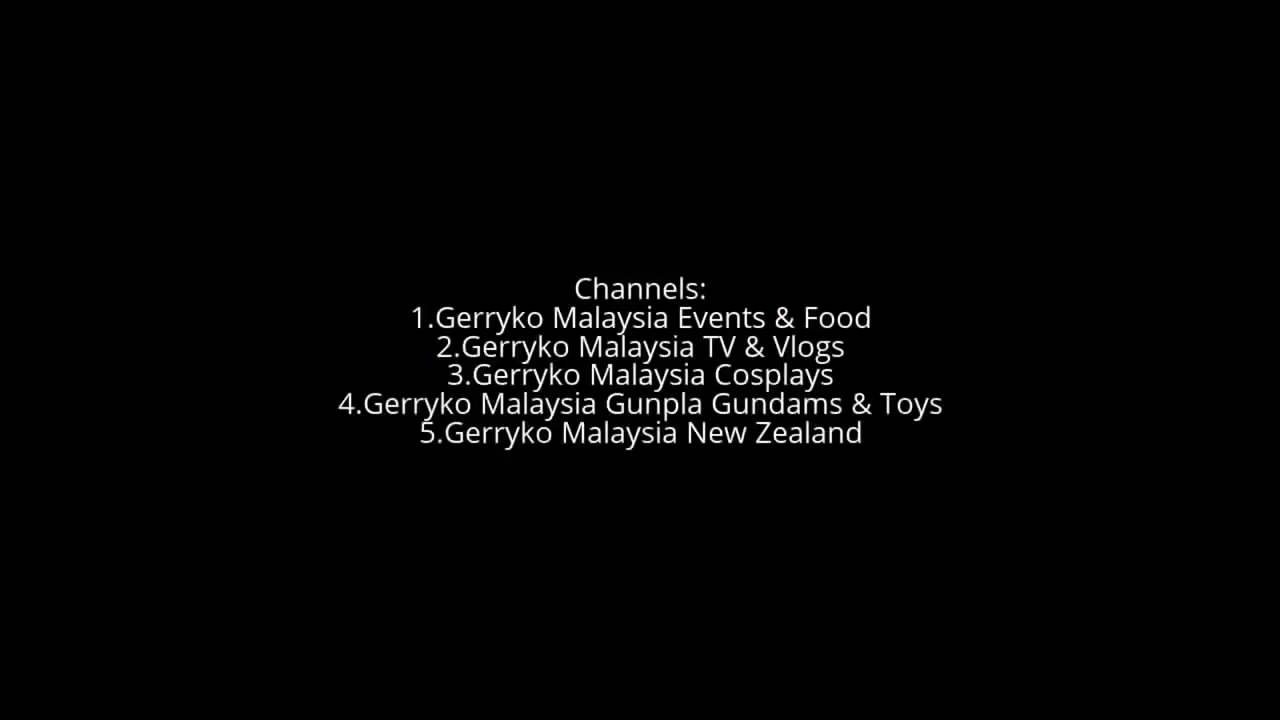 Channels:
1.Gerryko Malaysia Events & Food
2.Gerryko Malaysia TV & Vlogs
3.Gerryko Malaysia Cosplays
4.Gerryko Malaysia Gunpla Gundams & Toys
5.Gerryko Malaysia New Zealand